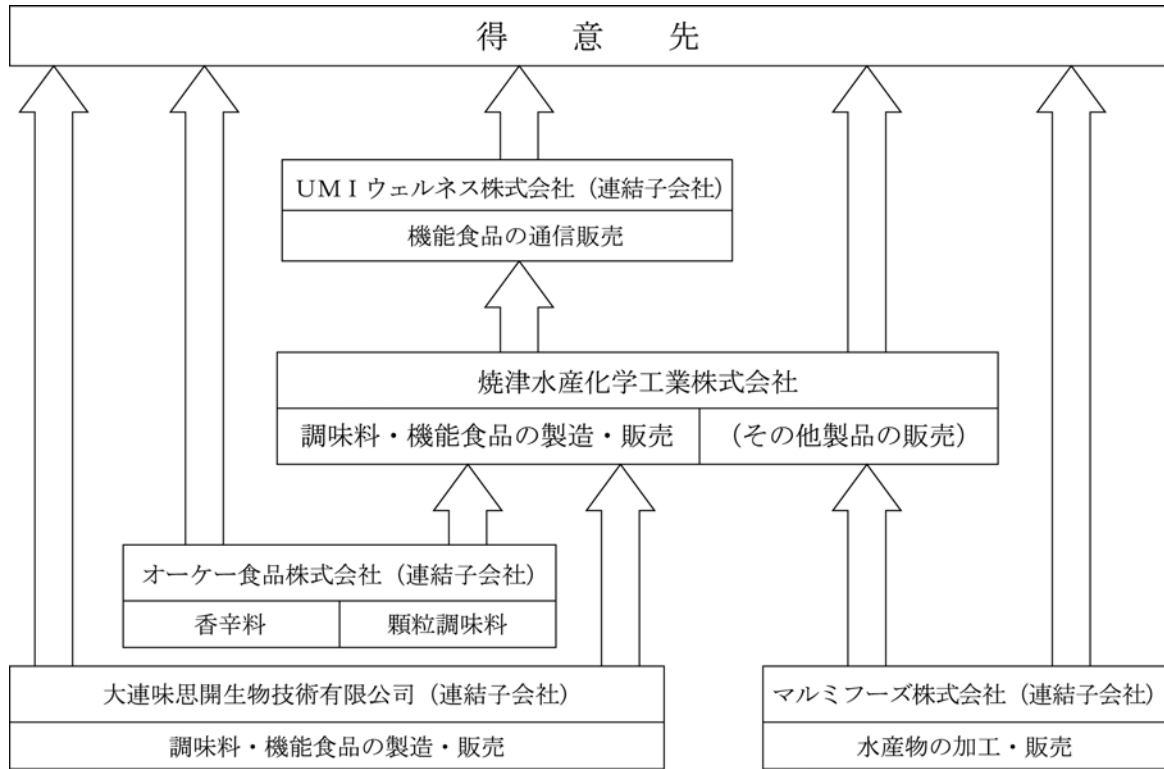 得意先
UMIウェルネス株式会社（連結子会社）
機能食品の通信販売
焼津水産化学工業株式会社
調味料・機能食品の製造・販売
（その他製品の販売）
オーケー食品株式会社（連結子会社）
香辛料
顆粒調味料
大連味思開生物技術有限公司（連結子会社）
調味料・機能食品の製造・販売
マルミフーズ株式会社（連結子会社）
水産物の加工・販売